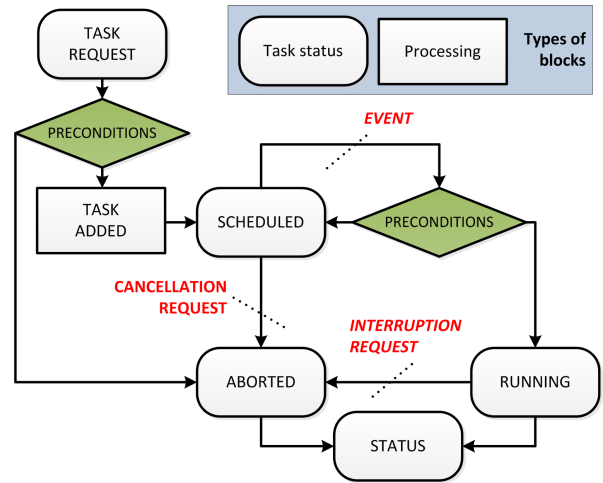 TASK
REQUEST
Task status
Processing
Types of
blocks
EVENT
PRECONDITIONS
TASK
ADDED
SCHEDULED
PRECONDITIONS
CANCELLATION
REQUEST
INTERRUPTION
REQUEST
ABORTED
RUNNING
STATUS